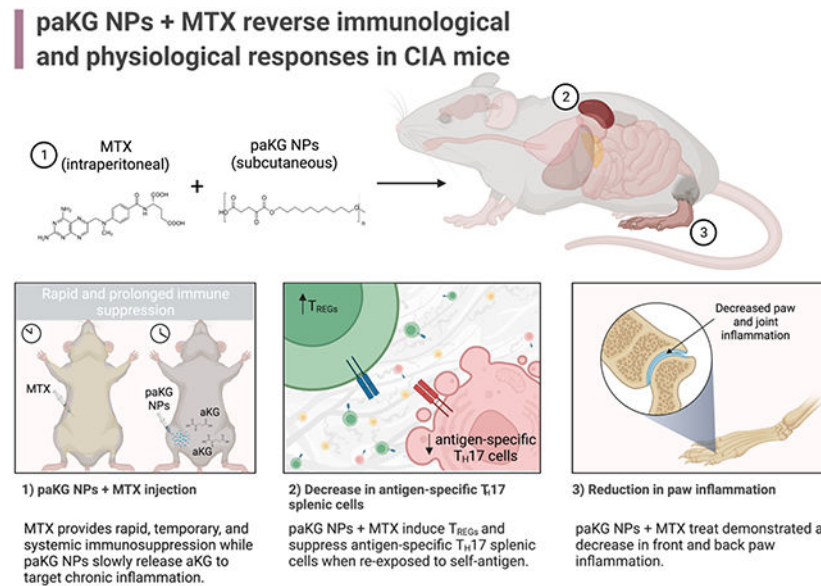 paKG NPs + MTX reverse immunological
and physiological responses in CIA mice
1
MTX
(intraperitoneal)
+
paKG NPs
(subcutaneous)
2
3
NH₂
COOH
COOH
NH₂
CH₃
Rapid and prolonged immune
suppression
MTX
paKG
NPs
aKG
aKG
↑ TREGs
↓ antigen-specific
TH17 cells
Decreased paw
and joint
inflammation
1) paKG NPs + MTX injection
MTX provides rapid, temporary, and
systemic immunosuppression while
paKG NPs slowly release aKG to
target chronic inflammation.
2) Decrease in antigen-specific TH17
splenic cells
paKG NPs + MTX induce TREGs and
suppress antigen-specific TH17 splenic
cells when re-exposed to self-antigen.
3) Reduction in paw inflammation
paKG NPs + MTX treat demonstrated a
decrease in front and back paw
inflammation.